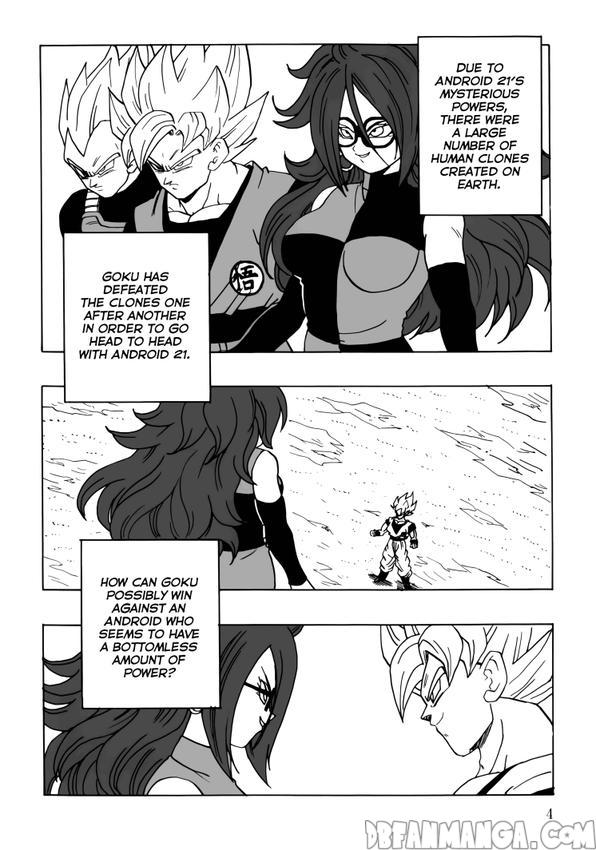 DUE TO
ANDROID 21'S
MYSTERIOUS
POWERS,
THERE WERE
A LARGE
NUMBER OF
HUMAN CLONES
CREATED ON
EARTH.
悟
GOKU HAS
DEFEATED
THE CLONES ONE
AFTER ANOTHER
IN ORDER TO GO
HEAD TO HEAD
WITH ANDROID 21.
HOW CAN GOKU
POSSIBLY WIN
AGAINST AN
ANDROID WHO
SEEMS TO HAVE
A BOTTOMLESS
AMOUNT OF
POWER?
4
DBFANMANGA.COM